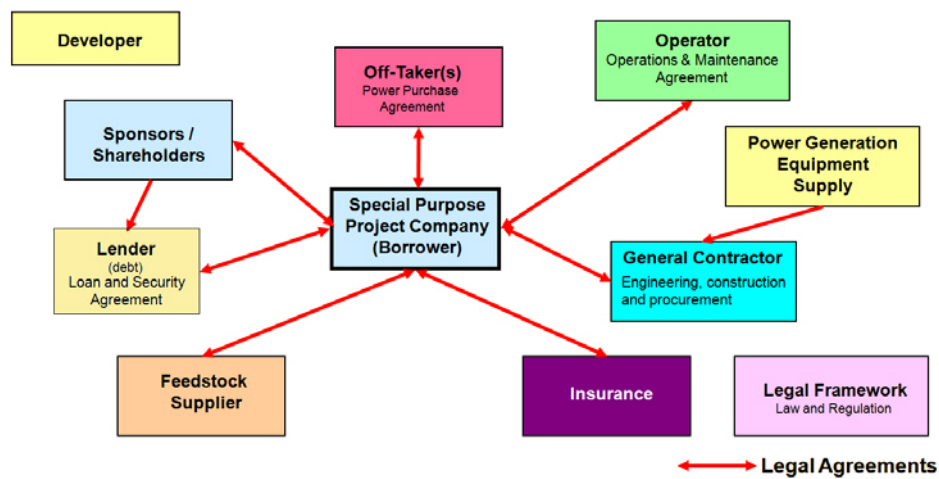 Developer
Off-Taker(s)
Power Purchase
Agreement
Operator
Operations & Maintenance
Agreement
Sponsors /
Shareholders
Power Generation
Equipment
Supply
Special Purpose
Project Company
(Borrower)
Lender
(debt)
Loan and Security
Agreement
General Contractor
Engineering, construction
and procurement
Feedstock
Supplier
Insurance
Legal Framework
Law and Regulation
Legal Agreements